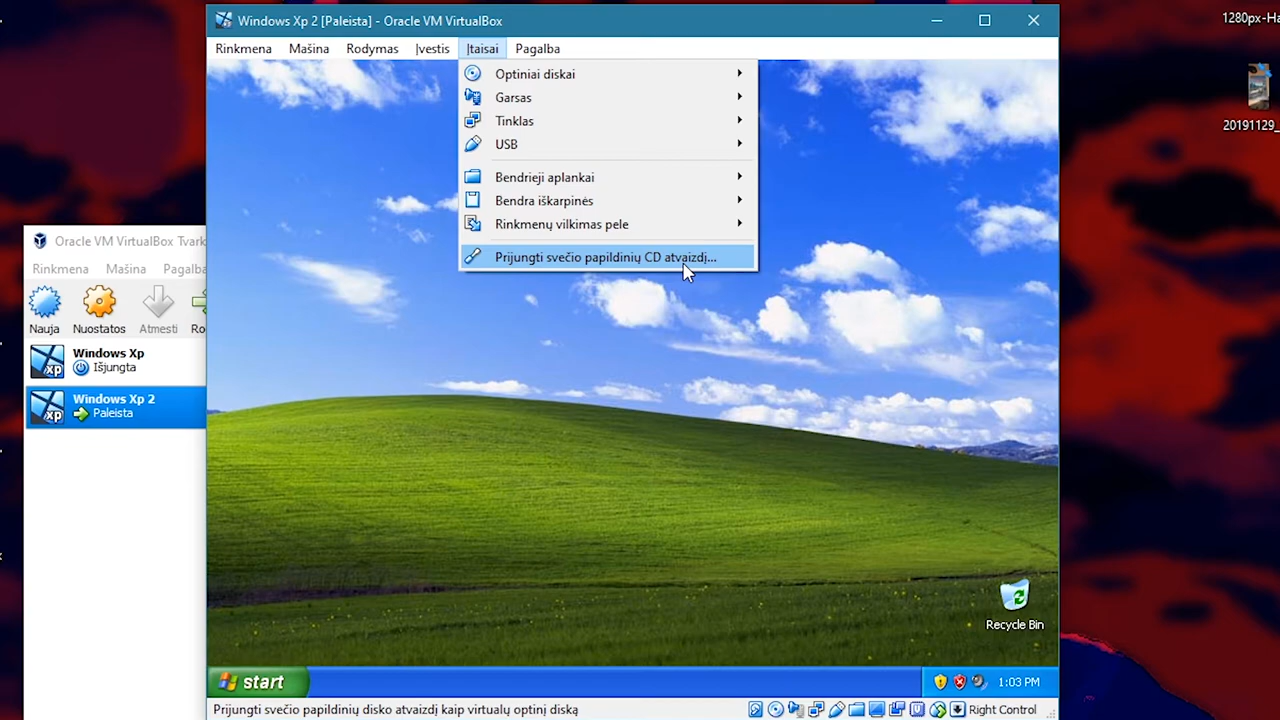 1280px-Ha
20191129_
Windows Xp 2 [Paleista] - Oracle VM VirtualBox
Rinkmena Mašina Rodymas Įvestis Įtaisai Pagalba
Optiniai diskai
Garsas
Tinklas
USB
Bendrieji aplankai
Bendra iškarpinės
Rinkmenų vilkimas pele
Prijungti svečio papildinių CD atvaizdį...
Oracle VM VirtualBox Tvark
Rinkmena Mašina Pagalba
Nauja Nuostatos Atmesti Ro
xp
Windows Xp
Išjungta
xp
Windows Xp 2
Paleista
Recycle Bin
start
1:03 PM
Prijungti svečio papildinių disko atvaizdį kaip virtualų optinį diską
Right Control